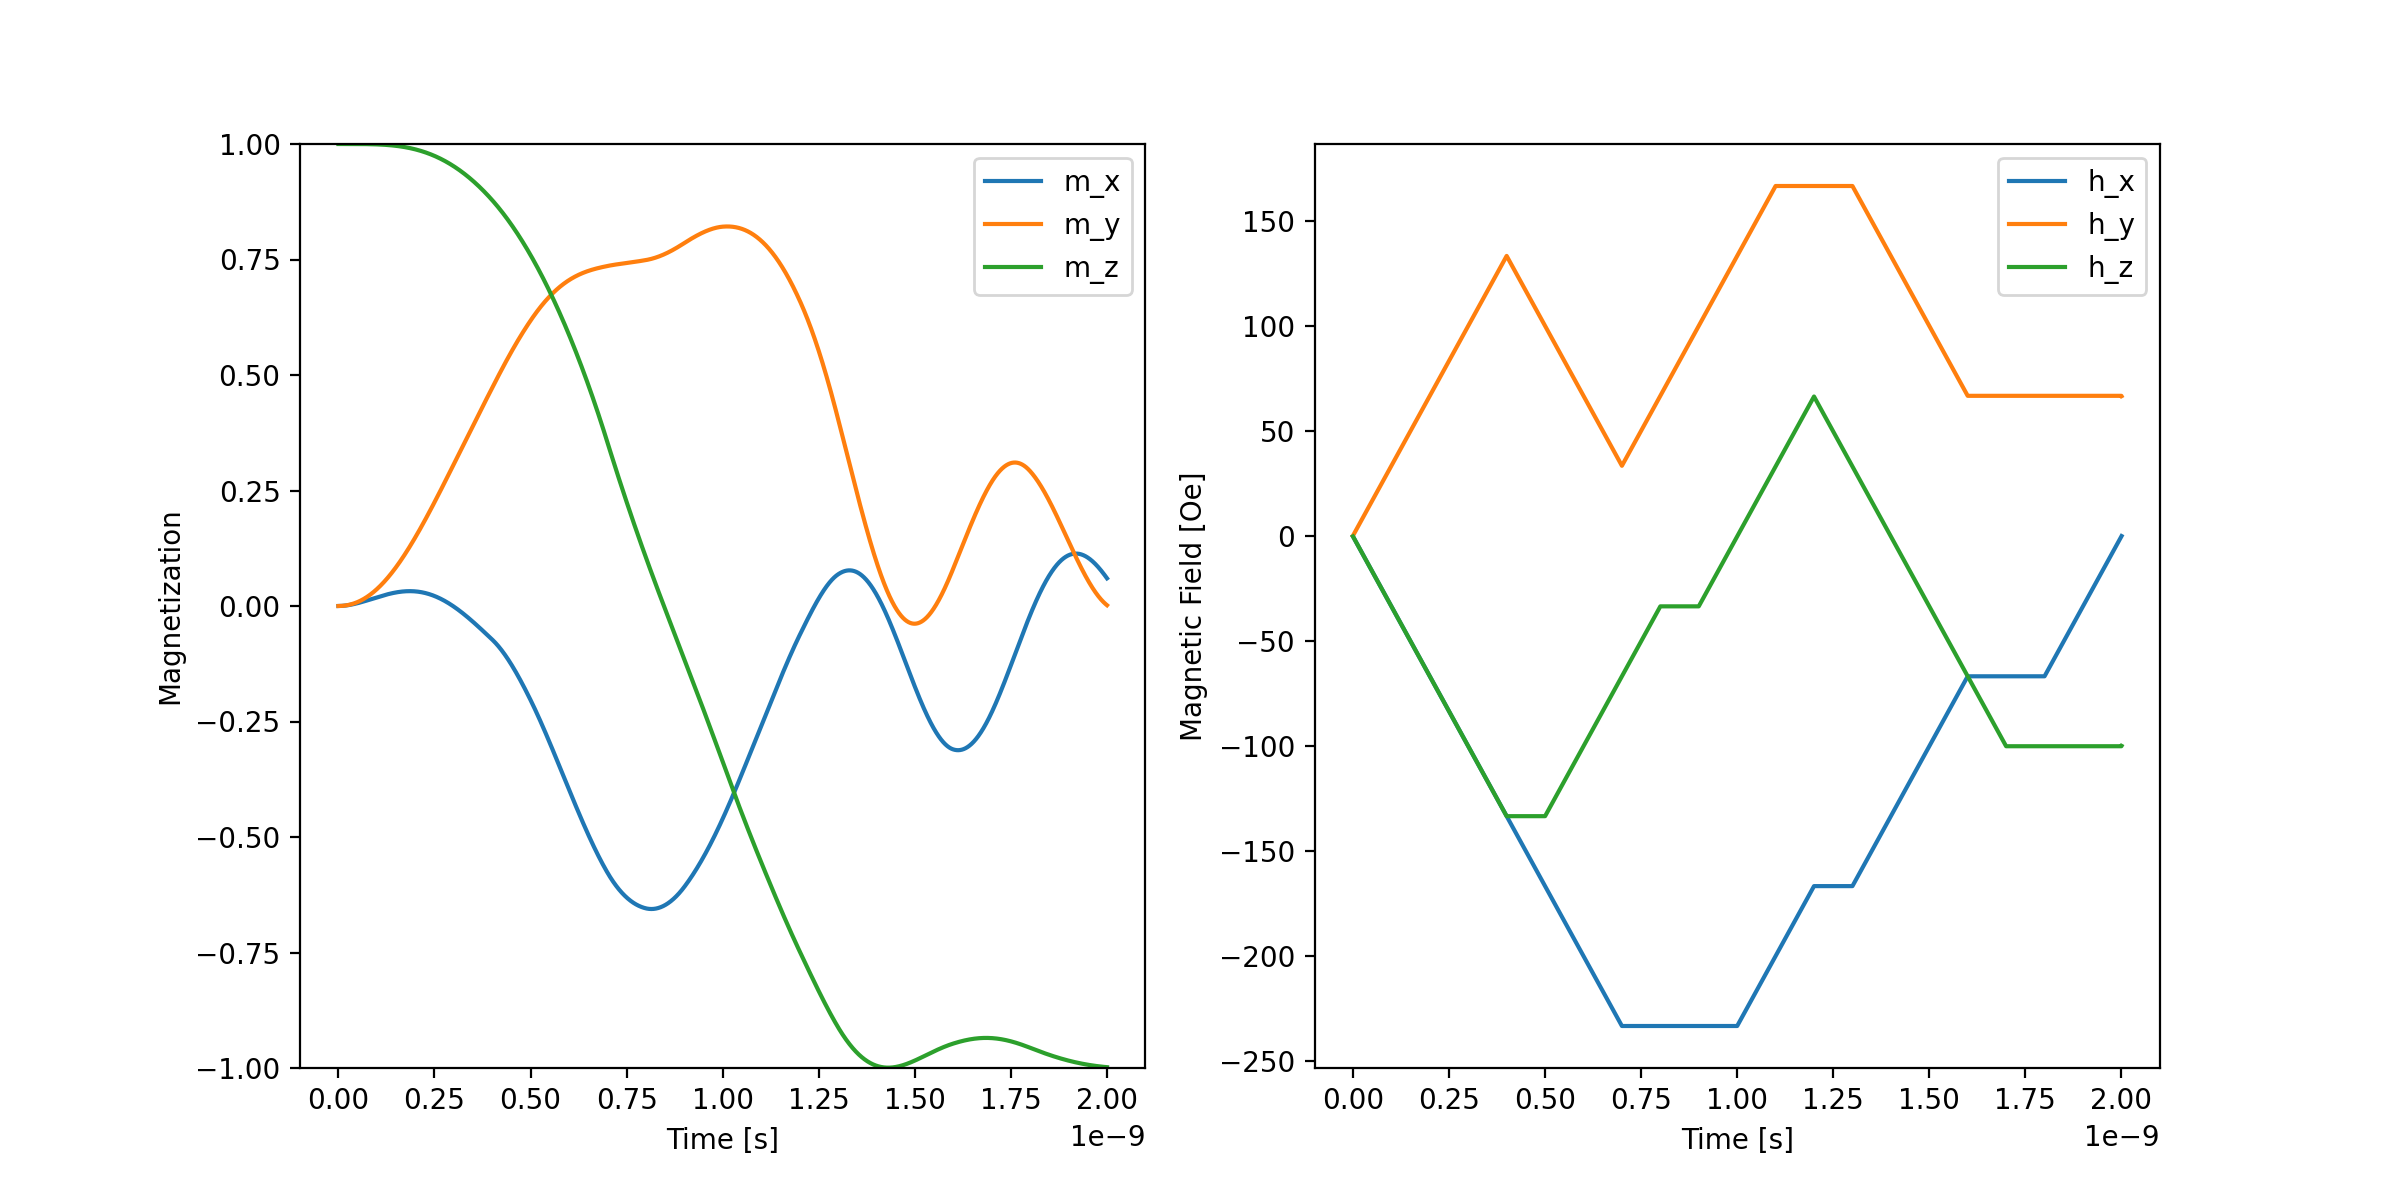 1.00
0.75
0.50
0.25
0.00
−0.25
−0.50
−0.75
−1.00
Magnetization
m_x
m_y
m_z
0.00 0.25 0.50 0.75 1.00 1.25 1.50 1.75 2.00
Time [s]
1e−9
150
100
50
0
−50
−100
−150
−200
−250
Magnetic Field [Oe]
h_x
h_y
h_z
0.00 0.25 0.50 0.75 1.00 1.25 1.50 1.75 2.00
Time [s]
1e−9